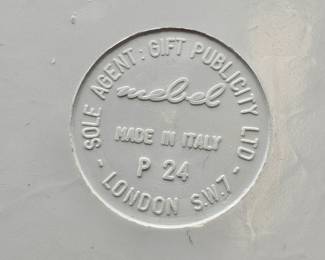 SOLE AGENT: GIFT PUBLICITY LTD
mebel
MADE IN ITALY
P 24
- LONDON S.W.7 -